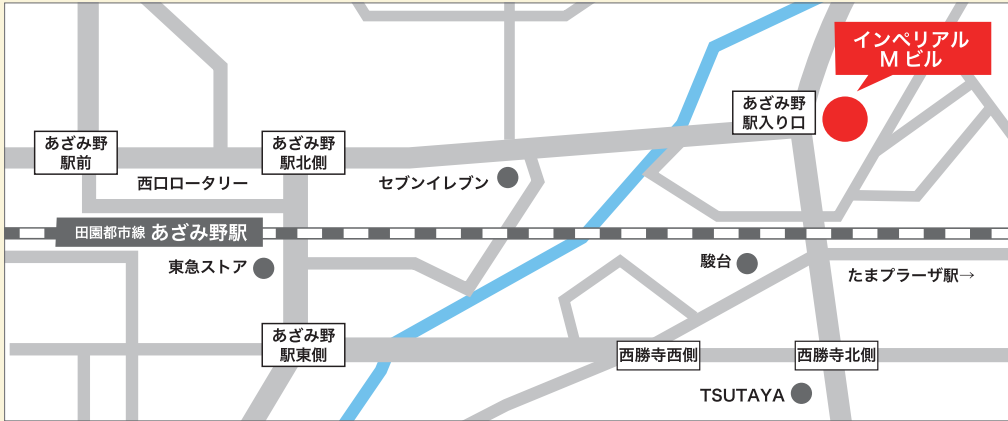 インペリアル
M ビル
あざみ野
駅入り口
あざみ野
駅前
あざみ野
駅北側
西口ロータリー
セブンイレブン
田園都市線 あざみ野駅
東急ストア
駿台
たまプラーザ駅→
あざみ野
駅東側
西勝寺西側
西勝寺北側
TSUTAYA